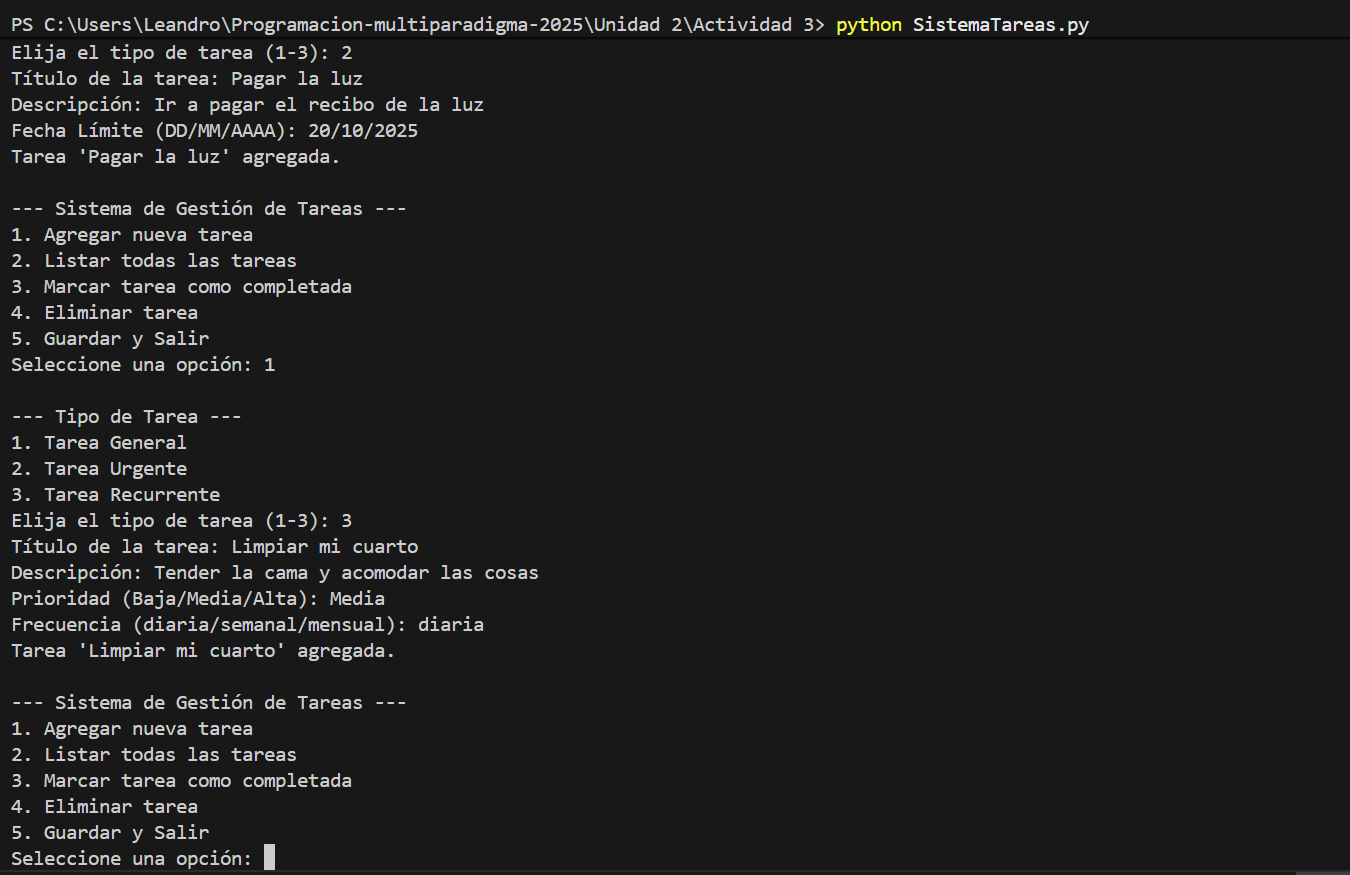 PS C:\Users\Leandro\Programacion-multiparadigma-2025\Unidad 2\Actividad 3> python SistemaTareas.py
Elija el tipo de tarea (1-3): 2
Título de la tarea: Pagar la luz
Descripción: Ir a pagar el recibo de la luz
Fecha Límite (DD/MM/AAAA): 20/10/2025
Tarea 'Pagar la luz' agregada.

--- Sistema de Gestión de Tareas ---
1. Agregar nueva tarea
2. Listar todas las tareas
3. Marcar tarea como completada
4. Eliminar tarea
5. Guardar y Salir
Seleccione una opción: 1

--- Tipo de Tarea ---
1. Tarea General
2. Tarea Urgente
3. Tarea Recurrente
Elija el tipo de tarea (1-3): 3
Título de la tarea: Limpiar mi cuarto
Descripción: Tender la cama y acomodar las cosas
Prioridad (Baja/Media/Alta): Media
Frecuencia (diaria/semanal/mensual): diaria
Tarea 'Limpiar mi cuarto' agregada.

--- Sistema de Gestión de Tareas ---
1. Agregar nueva tarea
2. Listar todas las tareas
3. Marcar tarea como completada
4. Eliminar tarea
5. Guardar y Salir
Seleccione una opción: